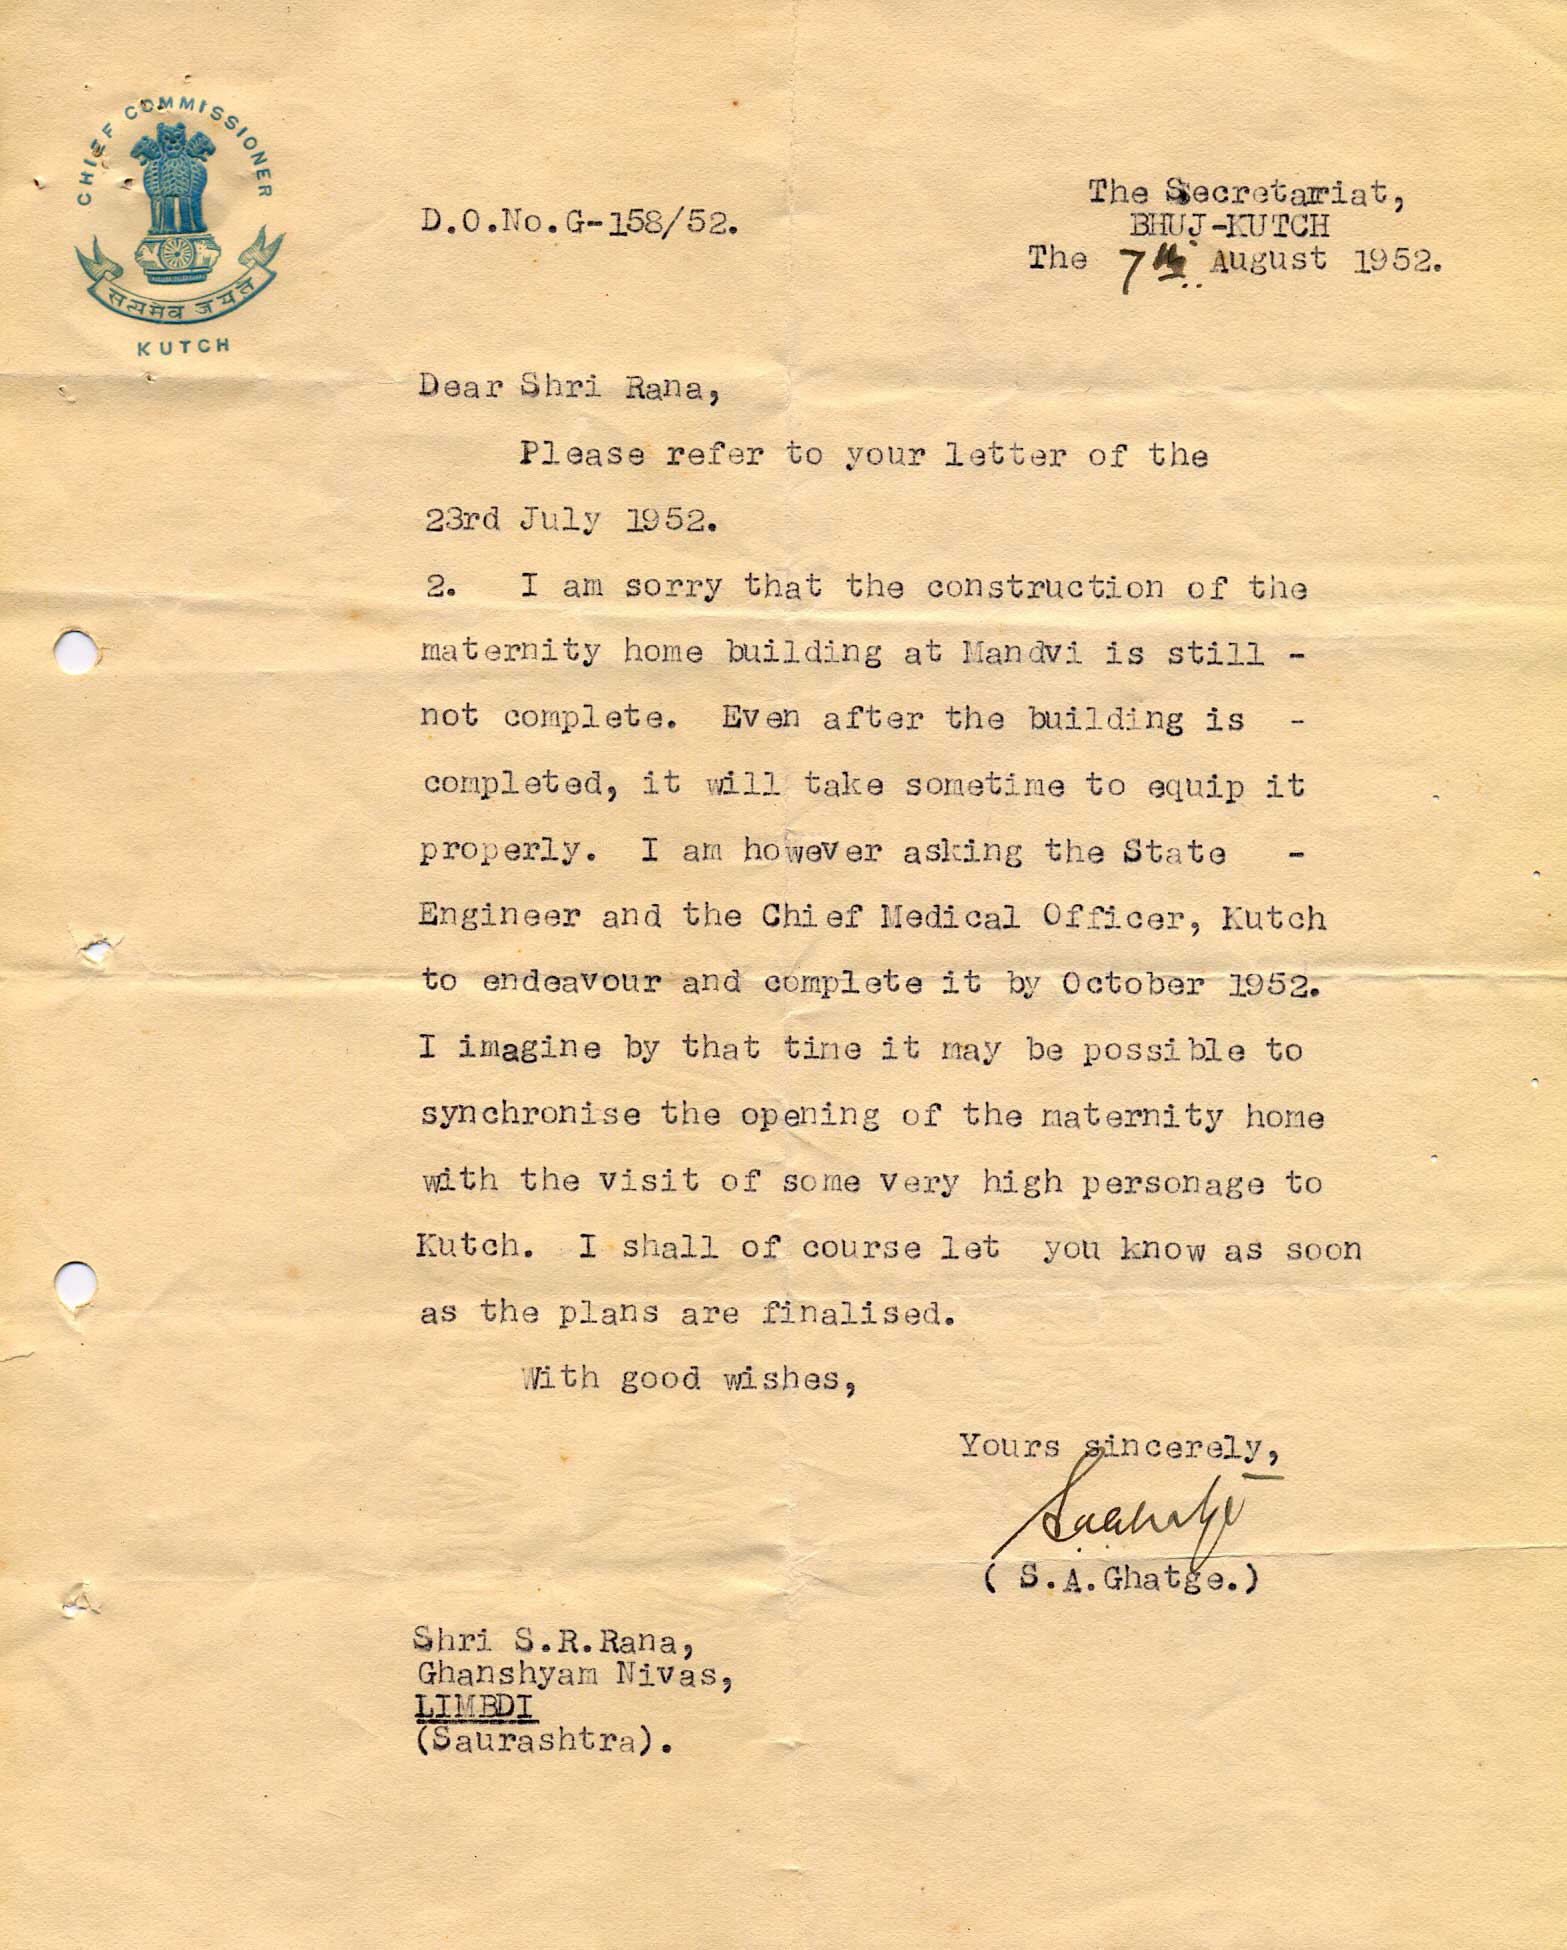 CHIEF COMMISSIONER
सत्यमेव जयते
KUTCH
D.O.No.G-158/52.
The Secretariat,
BHUJ-KUTCH
The 7th August 1952.
Dear Shri Rana,
Please refer to your letter of the
23rd July 1952.
2. I am sorry that the construction of the
maternity home building at Mandvi is still -
not complete. Even after the building is -
completed, it will take sometime to equip it
properly. I am however asking the State -
Engineer and the Chief Medical Officer, Kutch
to endeavour and complete it by October 1952.
I imagine by that time it may be possible to
synchronise the opening of the maternity home
with the visit of some very high personage to
Kutch. I shall of course let you know as soon
as the plans are finalised.
With good wishes,
Yours sincerely,
SAGhatge
( S.A.Ghatge.)
Shri S.R.Rana,
Ghanshyam Nivas,
LIMBDI
(Saurashtra).